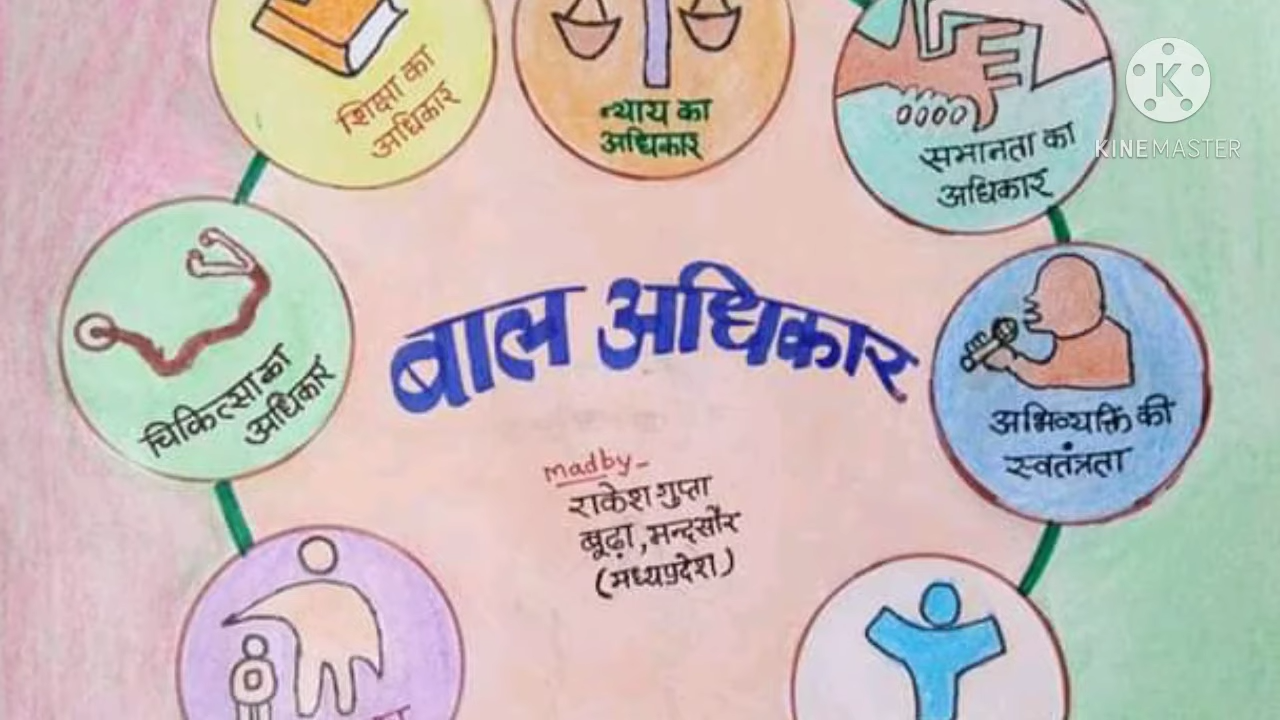 शिक्षा का
अधिकार
न्याय का
अधिकार
समानता का
अधिकार
KINEMASTER
चिकित्सा का
अधिकार
बाल अधिकार
अभिव्यक्ति की
स्वतंत्रता
madby-
राकेश गुप्ता
बूढ़ा, मन्दसौर
(मध्यप्रदेश)